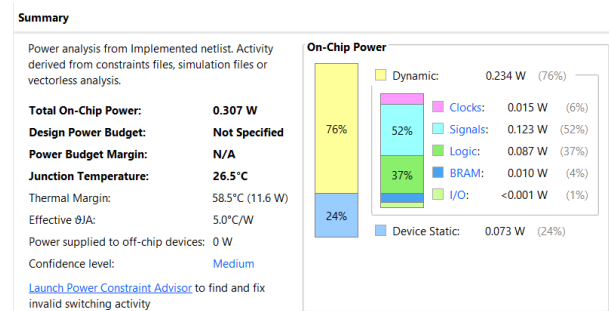 Summary
Power analysis from Implemented netlist. Activity
derived from constraints files, simulation files or
vectorless analysis.
Total On-Chip Power: 0.307 W
Design Power Budget: Not Specified
Power Budget Margin: N/A
Junction Temperature: 26.5°C
Thermal Margin: 58.5°C (11.6 W)
Effective ϑJA: 5.0°C/W
Power supplied to off-chip devices: 0 W
Confidence level: Medium
Launch Power Constraint Advisor to find and fix
invalid switching activity
On-Chip Power
76%
24%
Dynamic: 0.234 W (76%)
52%
37%
Clocks: 0.015 W (6%)
Signals: 0.123 W (52%)
Logic: 0.087 W (37%)
BRAM: 0.010 W (4%)
I/O: <0.001 W (1%)
Device Static: 0.073 W (24%)